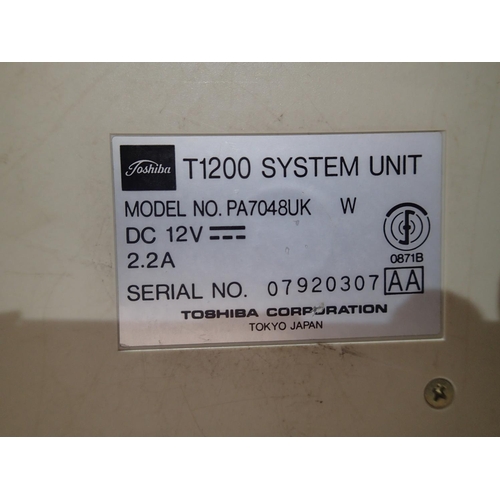 Toshiba T1200 SYSTEM UNIT
MODEL NO. PA7048UK W
DC 12V
2.2A
0871B
SERIAL NO. 07920307 AA
TOSHIBA CORPORATION
TOKYO JAPAN